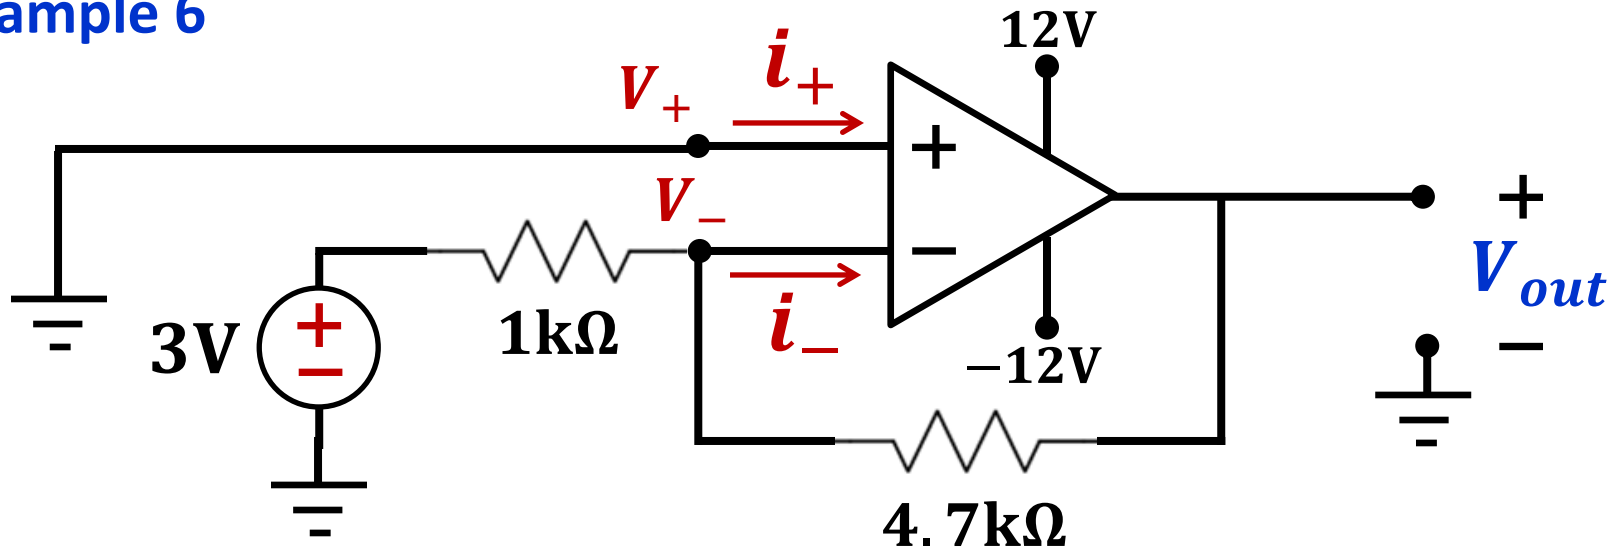 ample 6
12V
V+
i+
+
V−
−
+
3V
+
−
1kΩ
i−
−12V
Vout
−
4.7kΩ